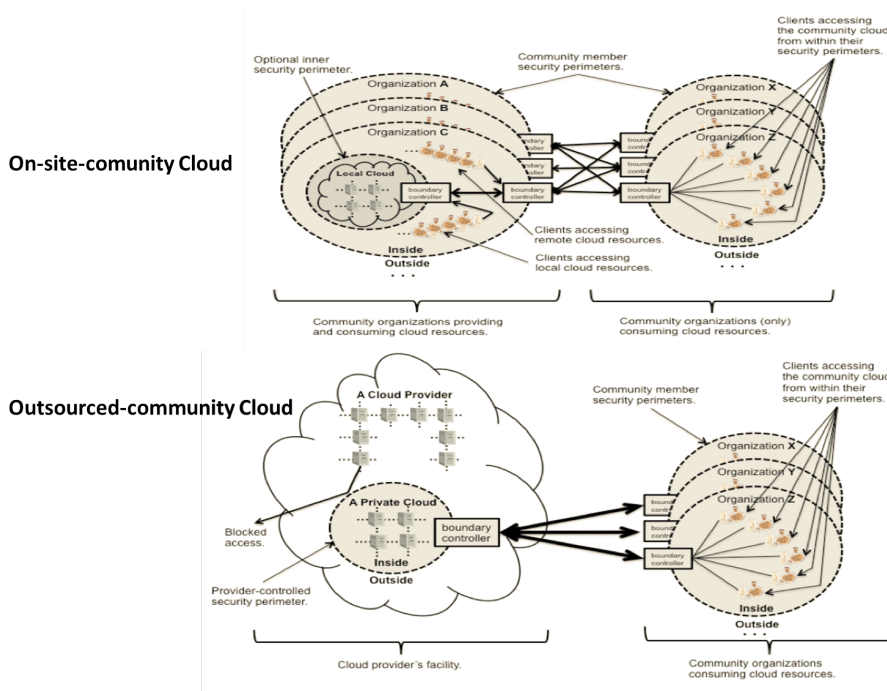 Clients accessing
the community cloud
from within their
security perimeters.
Optional inner
security perimeter.
Community member
security perimeters.
Organization A
Organization B
Organization C
Organization X
Organization Y
Organization Z
On-site-comunity Cloud
Local Cloud
boundary
controller
boundary
controller
boundary
controller
Inside
Outside
. . .
Clients accessing
remote cloud resources.
Clients accessing
local cloud resources.
Inside
Outside
. . .
Community organizations providing
and consuming cloud resources.
Community organizations (only)
consuming cloud resources.
Outsourced-community Cloud
A Cloud Provider
Clients accessing
the community cloud
from within their
security perimeters.
Community member
security perimeters.
Organization X
Organization Y
Organization Z
A Private Cloud
boundary
controller
boundary
controller
Inside
Outside
Blocked
access.
Provider-controlled
security perimeter.
Inside
Outside
. . .
Cloud provider's facility.
Community organizations
consuming cloud resources.